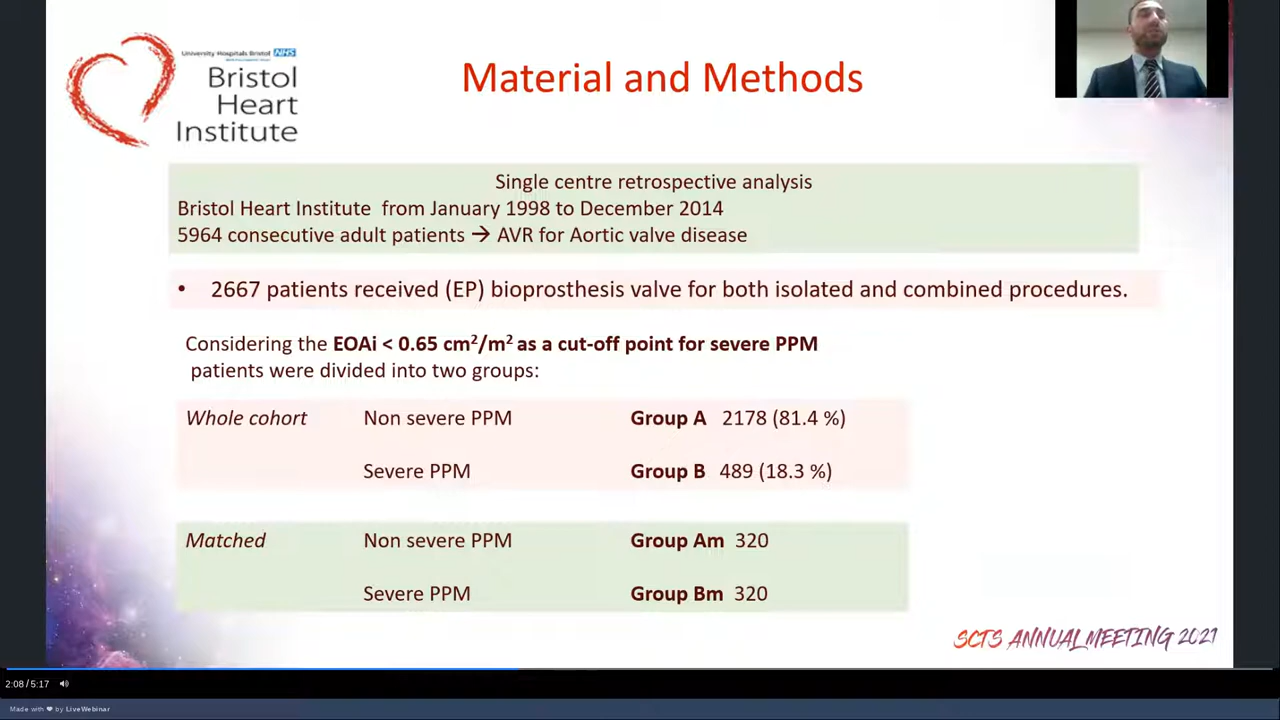 University Hospitals Bristol NHS
Bristol
Heart
Institute
Material and Methods
Single centre retrospective analysis
Bristol Heart Institute from January 1998 to December 2014
5964 consecutive adult patients → AVR for Aortic valve disease
• 2667 patients received (EP) bioprosthesis valve for both isolated and combined procedures.
Considering the EOAi < 0.65 cm²/m² as a cut-off point for severe PPM
patients were divided into two groups:
Whole cohort Non severe PPM Group A 2178 (81.4 %)
Severe PPM Group B 489 (18.3 %)
Matched Non severe PPM Group Am 320
Severe PPM Group Bm 320
SCTS ANNUAL MEETING 2021
2:08 / 5:17
Made with ❤ by LiveWebinar